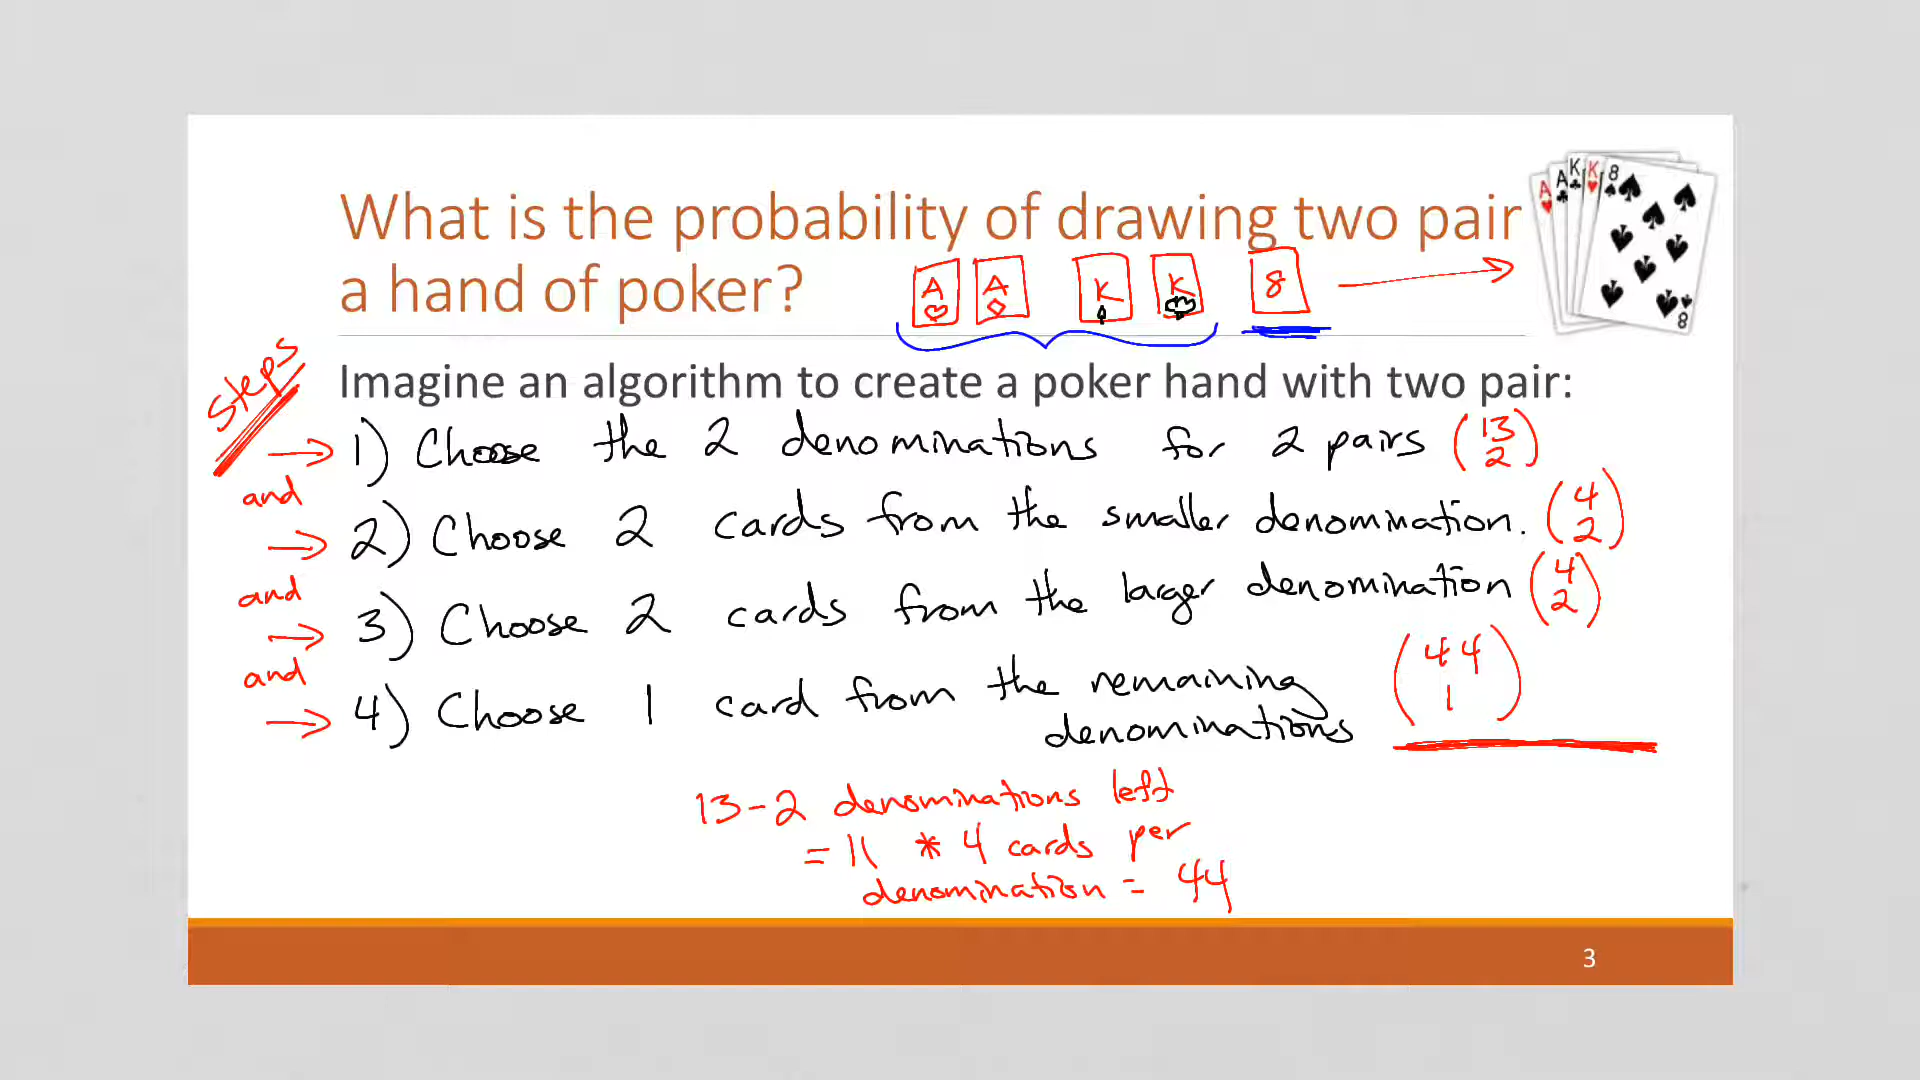 What is the probability of drawing two pair
a hand of poker?
A A K K 8
A A K K 8
8
Steps
Imagine an algorithm to create a poker hand with two pair:
→ 1) Choose the 2 denominations for 2 pairs (13 2)
and
→ 2) Choose 2 cards from the smaller denomination. (4 2)
and
→ 3) Choose 2 cards from the larger denomination (4 2)
and
→ 4) Choose 1 card from the remaining (44 1)
denominations
13-2 denominations left
= 11 * 4 cards per
denomination = 44
3